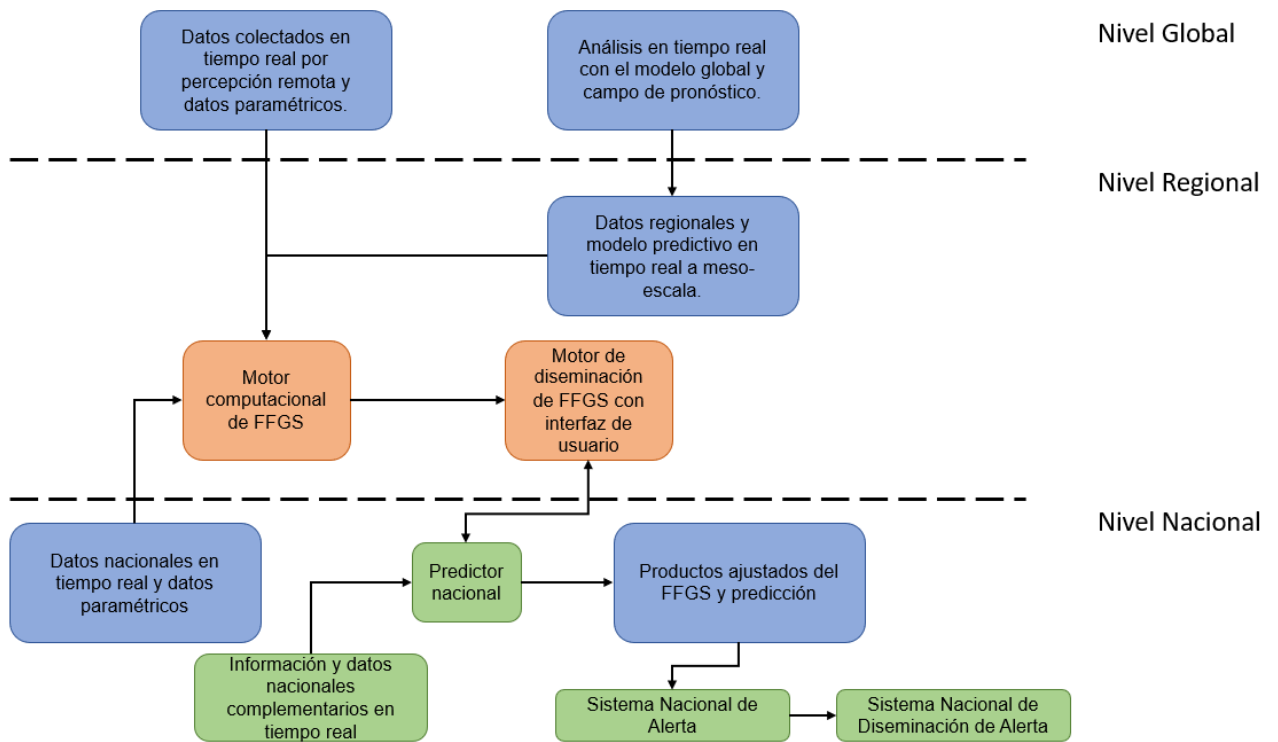 Datos colectados en
tiempo real por
percepción remota y
datos paramétricos.
Análisis en tiempo real
con el modelo global y
campo de pronóstico.
Nivel Global
Nivel Regional
Datos regionales y
modelo predictivo en
tiempo real a meso-
escala.
Motor
computacional
de FFGS
Motor de
diseminación
de FFGS con
interfaz de
usuario
Nivel Nacional
Datos nacionales en
tiempo real y datos
paramétricos
Predictor
nacional
Productos ajustados del
FFGS y predicción
Información y datos
nacionales
complementarios en
tiempo real
Sistema Nacional de
Alerta
Sistema Nacional de
Diseminación de Alerta